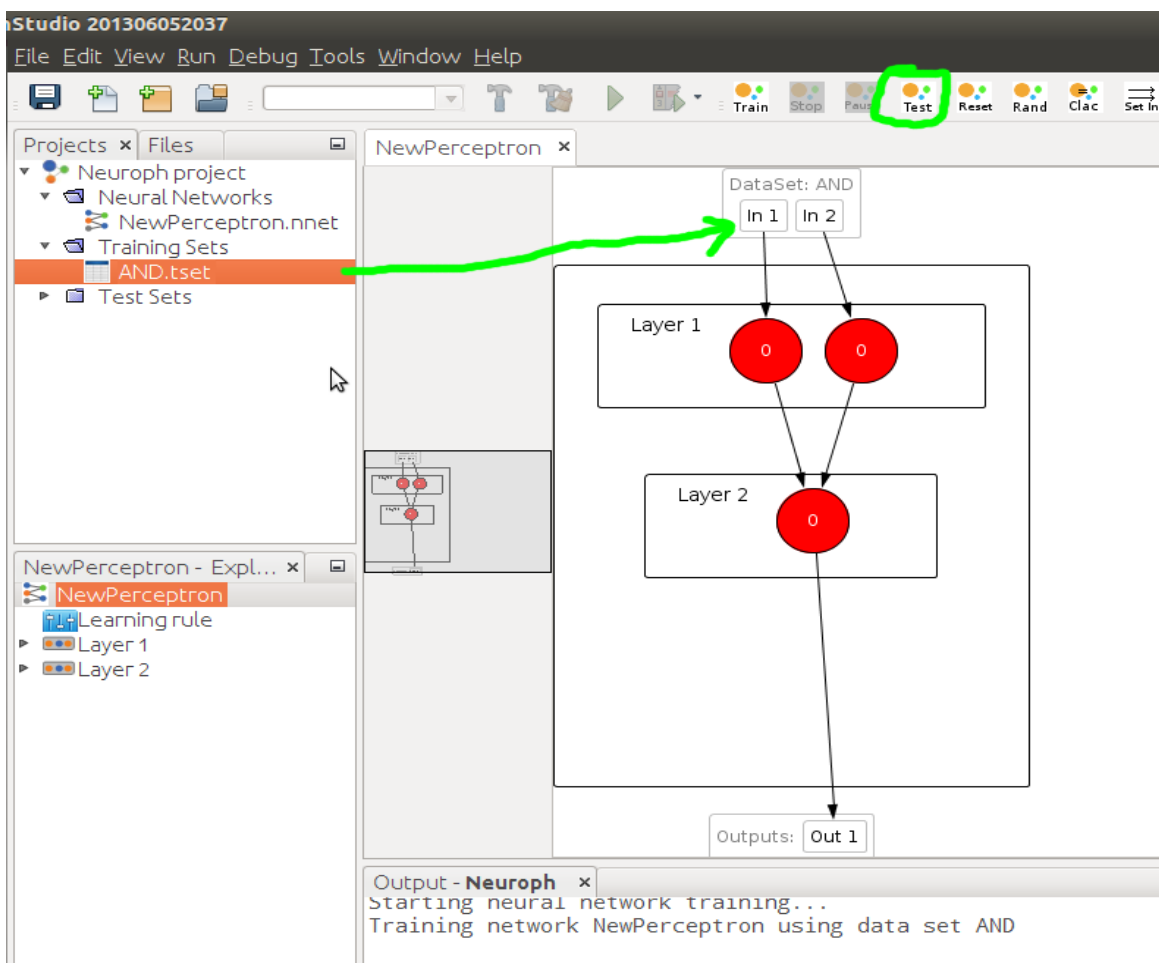 nStudio 201306052037
File Edit View Run Debug Tools Window Help
Train Stop Paus Test Reset Rand Clac Set In
Projects Files
Neuroph project
Neural Networks
NewPerceptron.nnet
Training Sets
AND.tset
Test Sets
NewPerceptron
DataSet: AND
In 1 In 2
Layer 1
0 0
Layer 2
0
Outputs: Out 1
NewPerceptron - Expl...
NewPerceptron
Learning rule
Layer 1
Layer 2
Output - Neuroph
Starting neural network training...
Training network NewPerceptron using data set AND